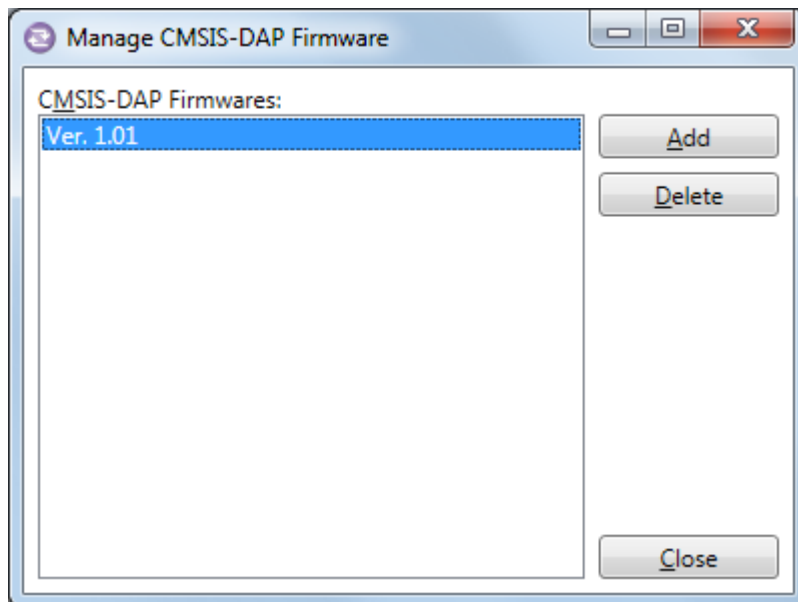 Manage CMSIS-DAP Firmware
CMSIS-DAP Firmwares:
Ver. 1.01
Add
Delete
Close